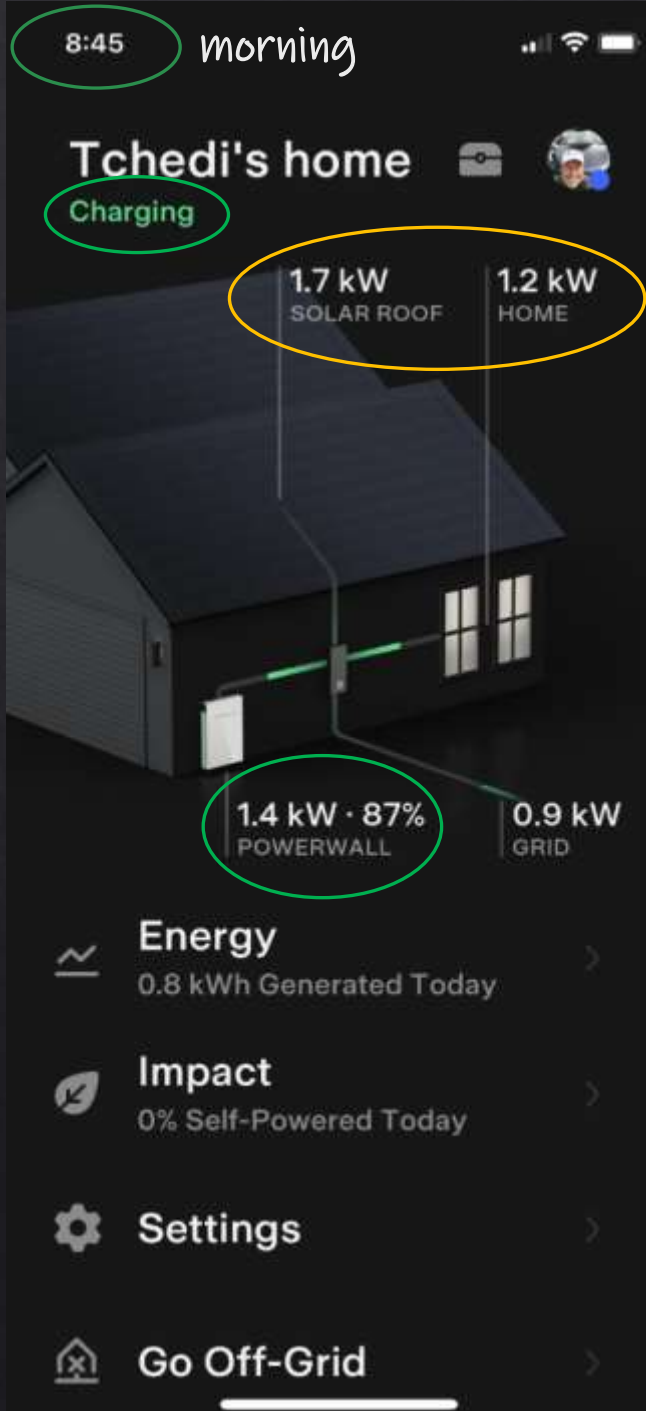 8:45 morning
Tchedi's home
Charging
1.7 kW 1.2 kW
SOLAR ROOF HOME
1.4 kW · 87% 0.9 kW
POWERWALL GRID
Energy
0.8 kWh Generated Today
Impact
0% Self-Powered Today
Settings
Go Off-Grid